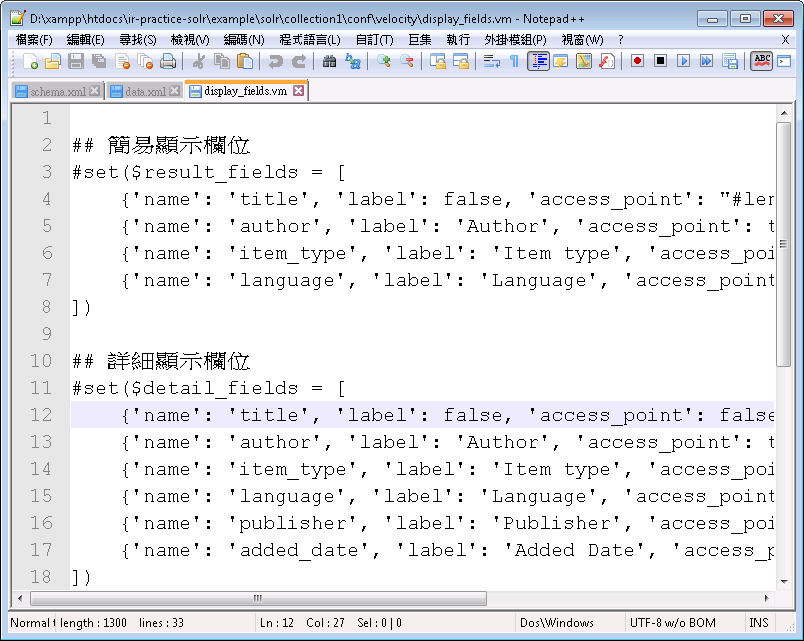 D:\xampp\htdocs\ir-practice-solr\example\solr\collection1\conf\velocity\display_fields.vm - Notepad++
檔案(F) 編輯(E) 尋找(S) 檢視(V) 編碼(N) 程式語言(L) 自訂(T) 巨集 執行 外掛模組(P) 視窗(W) ? X
ABC
schema.xml data.xml display_fields.vm
1
2 ## 簡易顯示欄位
3 #set($result_fields = [
4 {'name': 'title', 'label': false, 'access_point': "#len
5 {'name': 'author', 'label': 'Author', 'access_point': t
6 {'name': 'item_type', 'label': 'Item type', 'access_poi
7 {'name': 'language', 'label': 'Language', 'access_point
8 ])
9
10 ## 詳細顯示欄位
11 #set($detail_fields = [
12 {'name': 'title', 'label': false, 'access_point': false
13 {'name': 'author', 'label': 'Author', 'access_point': t
14 {'name': 'item_type', 'label': 'Item type', 'access_poi
15 {'name': 'language', 'label': 'Language', 'access_point
16 {'name': 'publisher', 'label': 'Publisher', 'access_poi
17 {'name': 'added_date', 'label': 'Added Date', 'access_p
18 ])
Normal t length : 1300 lines : 33 Ln : 12 Col : 27 Sel : 0 | 0 Dos\Windows UTF-8 w/o BOM INS